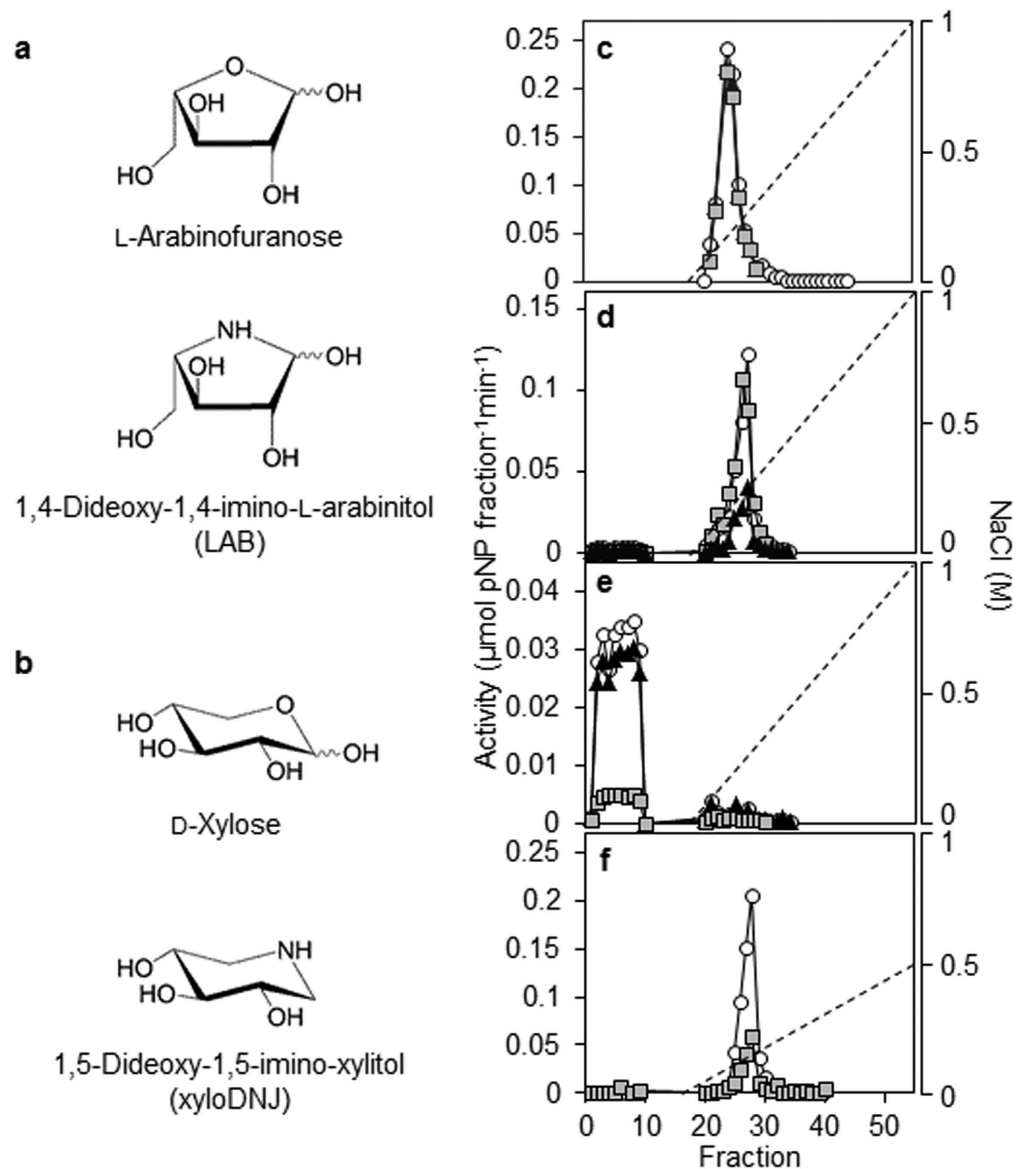 a
O
OH
OH
HO
OH
L-Arabinofuranose
NH
OH
OH
HO
OH
1,4-Dideoxy-1,4-imino-L-arabinitol
(LAB)
b
O
HO
HO
OH
OH
D-Xylose
NH
HO
HO
OH
1,5-Dideoxy-1,5-imino-xylitol
(xyloDNJ)
Activity (µmol pNP fraction-1min-1)
c
0.25
0.2
0.15
0.1
0.05
0
1
0.5
0
d
0.15
0.1
0.05
0
1
0.5
0
e
0.04
0.03
0.02
0.01
0
1
0.5
0
f
0.25
0.2
0.15
0.1
0.05
0
1
0.5
0
NaCl (M)
0 10 20 30 40 50
Fraction